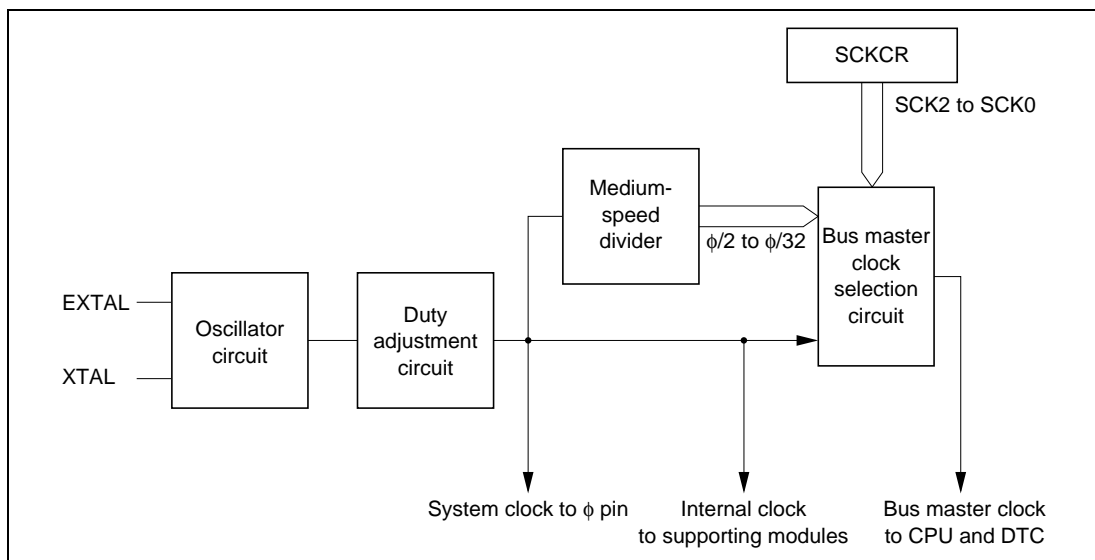 SCKCR
SCK2 to SCK0
Medium-
speed
divider
ϕ/2 to ϕ/32
Bus master
clock
selection
circuit
EXTAL
XTAL
Oscillator
circuit
Duty
adjustment
circuit
System clock to ϕ pin
Internal clock
to supporting modules
Bus master clock
to CPU and DTC